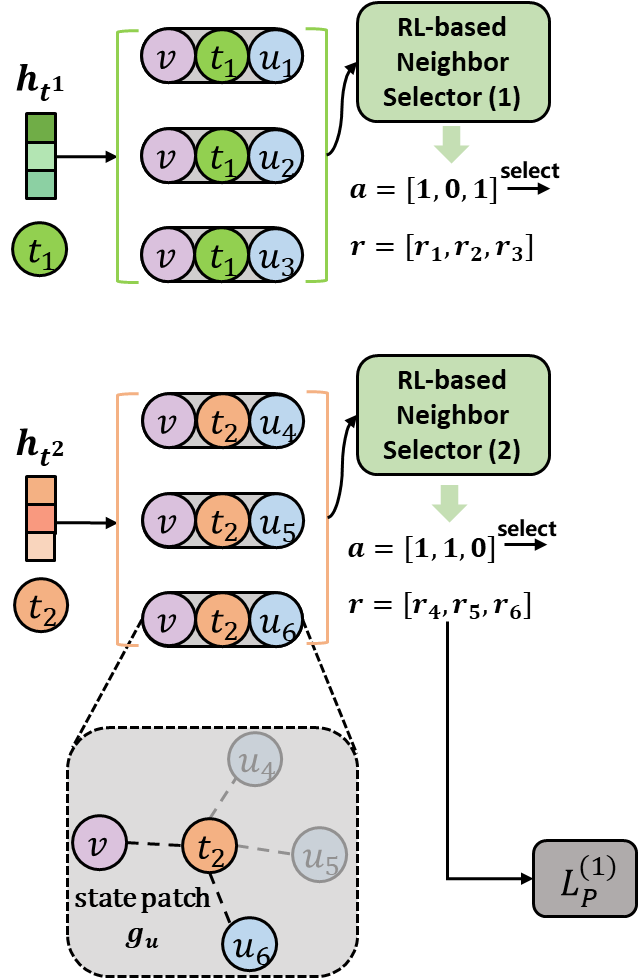 h_{t^1}
t_1
v t_1 u_1
v t_1 u_2
v t_1 u_3
RL-based
Neighbor
Selector (1)
a = [1, 0, 1] select
r = [r_1, r_2, r_3]
h_{t^2}
t_2
v t_2 u_4
v t_2 u_5
v t_2 u_6
RL-based
Neighbor
Selector (2)
a = [1, 1, 0] select
r = [r_4, r_5, r_6]
u_4
v t_2 u_5
state patch
g_u
u_6
L_P^{(1)}